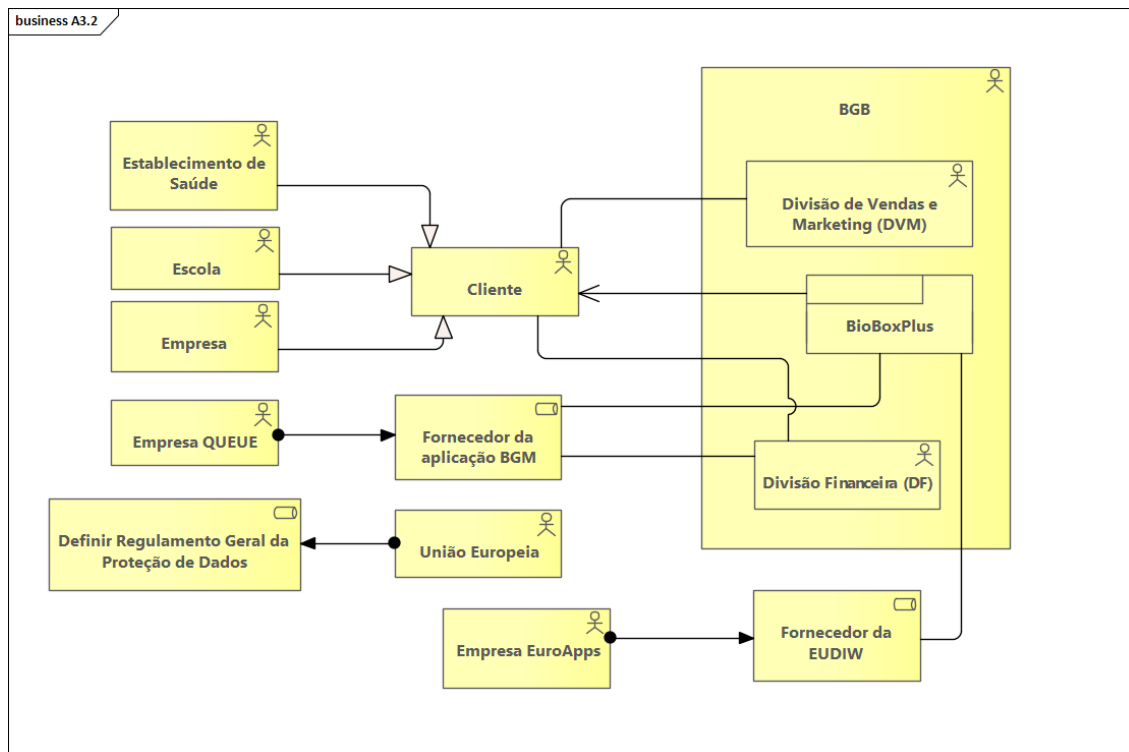 business A3.2
BGB
Establecimento de
Saúde
Divisão de Vendas e
Marketing (DVM)
Escola
Cliente
BioBoxPlus
Empresa
Empresa QUEUE
Fornecedor da
aplicação BGM
Divisão Financeira (DF)
Definir Regulamento Geral da
Proteção de Dados
União Europeia
Empresa EuroApps
Fornecedor da
EUDIW